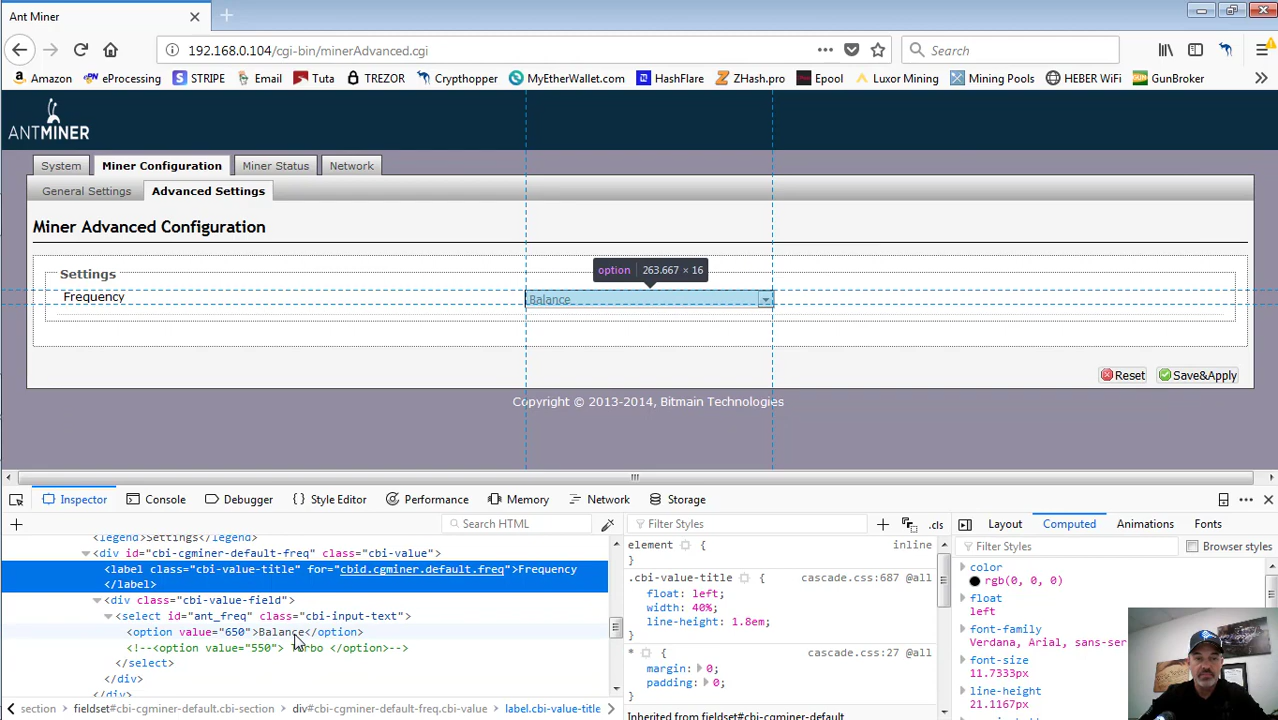 Ant Miner
192.168.0.104/cgi-bin/minerAdvanced.cgi
Search
Amazon eProcessing STRIPE Email Tuta TREZOR Crypthopper MyEtherWallet.com HashFlare ZHash.pro Epool Luxor Mining Mining Pools HEBER WiFi GunBroker
ANTMINER
System Miner Configuration Miner Status Network
General Settings Advanced Settings
Miner Advanced Configuration
Settings
option 263.667 × 16
Frequency
Balance
Reset Save&Apply
Copyright © 2013-2014, Bitmain Technologies
Inspector Console Debugger Style Editor Performance Memory Network Storage
Search HTML
Filter Styles
.cls
Layout Computed Animations Fonts
Filter Styles
Browser styles
<legend>Settings</legend>
<div id="cbi-cgminer-default-freq" class="cbi-value">
<label class="cbi-value-title" for="cbid.cgminer.default.freq">Frequency
</label>
<div class="cbi-value-field">
<select id="ant_freq" class="cbi-input-text">
<option value="650">Balance</option>
<!--<option value="550"> Turbo </option>-->
</select>
</div>
</div>
section fieldset#cbi-cgminer-default.cbi-section div#cbi-cgminer-default-freq.cbi-value label.cbi-value-title
element { inline
}
.cbi-value-title { cascade.css:687 @all
float: left;
width: 40%;
line-height: 1.8em;
}
* { cascade.css:27 @all
margin: 0;
padding: 0;
}
Inherited from fieldset#cbi-cgminer-default
color
rgb(0, 0, 0)
float
left
font-family
Verdana, Arial, sans-ser
font-size
11.7333px
line-height
21.1167px